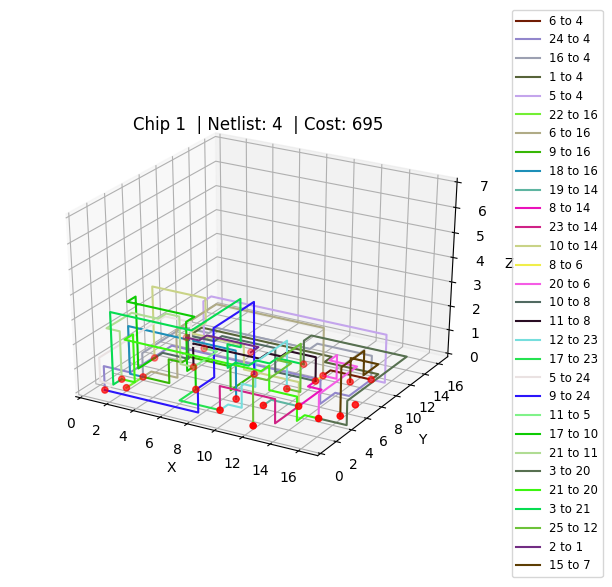 Chip 1  | Netlist: 4  | Cost: 695
6 to 4
24 to 4
16 to 4
1 to 4
5 to 4
22 to 16
6 to 16
9 to 16
18 to 16
19 to 14
8 to 14
23 to 14
10 to 14
8 to 6
20 to 6
10 to 8
11 to 8
12 to 23
17 to 23
5 to 24
9 to 24
11 to 5
17 to 10
21 to 11
3 to 20
21 to 20
3 to 21
25 to 12
2 to 1
15 to 7
0 2 4 6 8 10 12 14 16
X
0 2 4 6 8 10 12 14 16
Y
0 1 2 3 4 5 6 7
Z